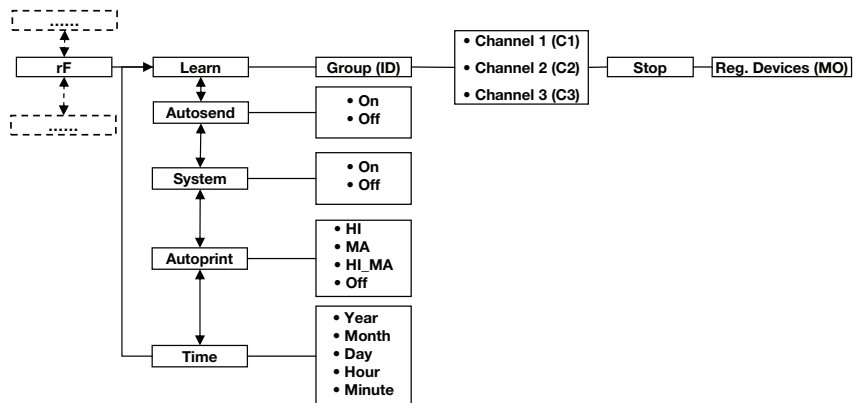 ......
rF
......
Learn
Group (ID)
• Channel 1 (C1)
• Channel 2 (C2)
• Channel 3 (C3)
Stop
Reg. Devices (MO)
Autosend
• On
• Off
System
• On
• Off
Autoprint
• HI
• MA
• HI_MA
• Off
Time
• Year
• Month
• Day
• Hour
• Minute